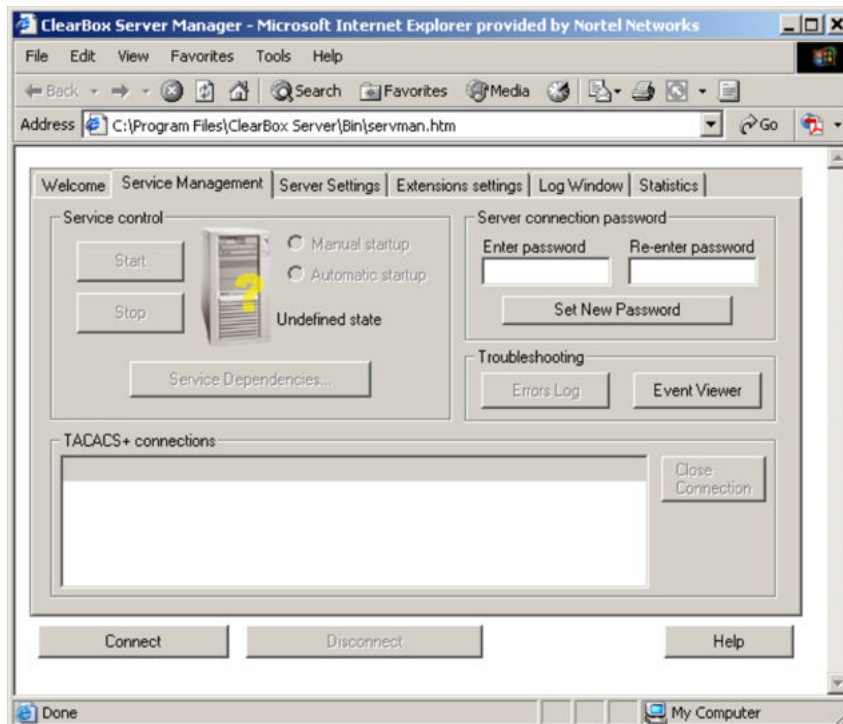 ClearBox Server Manager - Microsoft Internet Explorer provided by Nortel Networks
File Edit View Favorites Tools Help
Back Search Favorites Media
Address C:\Program Files\ClearBox Server\Bin\servman.htm Go
Welcome Service Management Server Settings Extensions settings Log Window Statistics
Service control
Start
Stop
Manual startup
Automatic startup
?
Undefined state
Service Dependencies...
Server connection password
Enter password Re-enter password
Set New Password
Troubleshooting
Errors Log Event Viewer
TACACS+ connections
Close
Connection
Connect Disconnect Help
Done My Computer